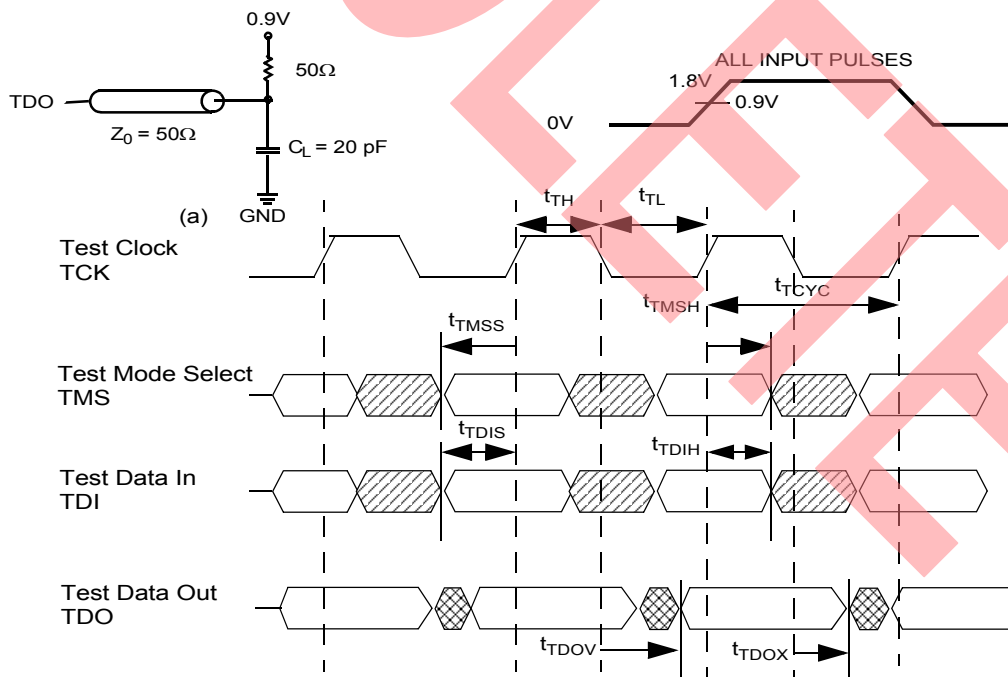 0.9V
50Ω
TDO
Z0 = 50Ω
CL = 20 pF
(a)
GND
ALL INPUT PULSES
1.8V
0.9V
0V
tTH
tTL
Test Clock
TCK
tTCYC
tTMSH
tTMSS
Test Mode Select
TMS
tTDIS
tTDIH
Test Data In
TDI
Test Data Out
TDO
tTDOV
tTDOX